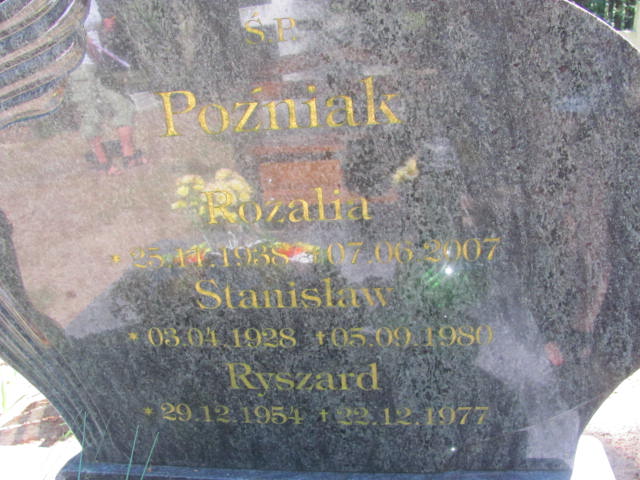 Ś.P.
Poźniak
Rozalia
* 25.11.1938 + 07.06.2007
Stanisław
* 03.04.1928 + 05.09.1980
Ryszard
* 29.12.1954 + 22.12.1977